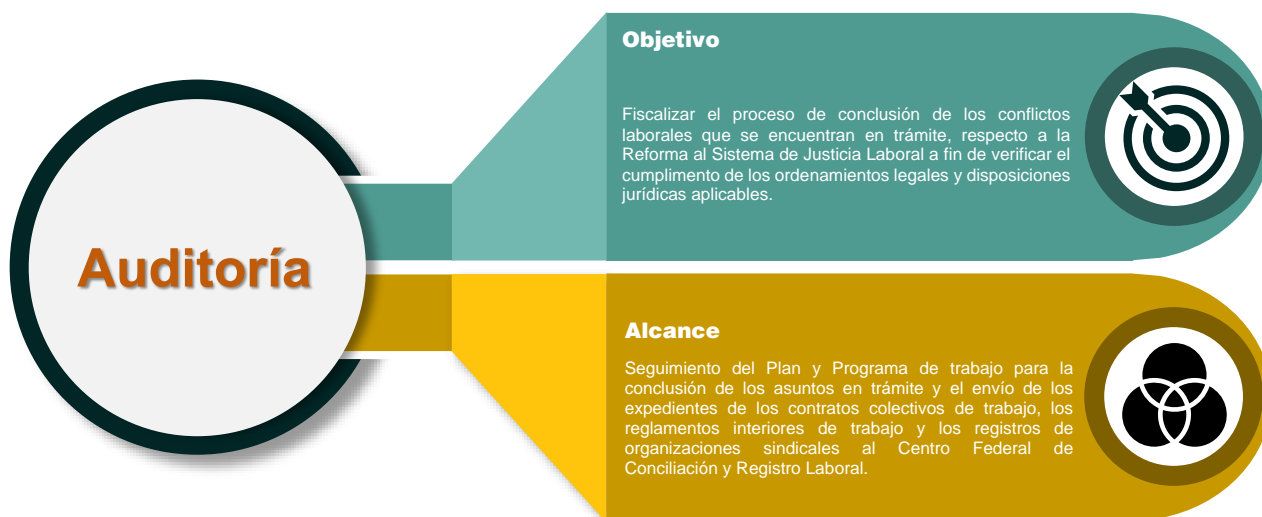 Auditoría
Objetivo
Fiscalizar el proceso de conclusión de los conflictos
laborales que se encuentran en trámite, respecto a la
Reforma al Sistema de Justicia Laboral a fin de verificar el
cumplimento de los ordenamientos legales y disposiciones
jurídicas aplicables.
Alcance
Seguimiento del Plan y Programa de trabajo para la
conclusión de los asuntos en trámite y el envío de los
expedientes de los contratos colectivos de trabajo, los
reglamentos interiores de trabajo y los registros de
organizaciones sindicales al Centro Federal de
Conciliación y Registro Laboral.